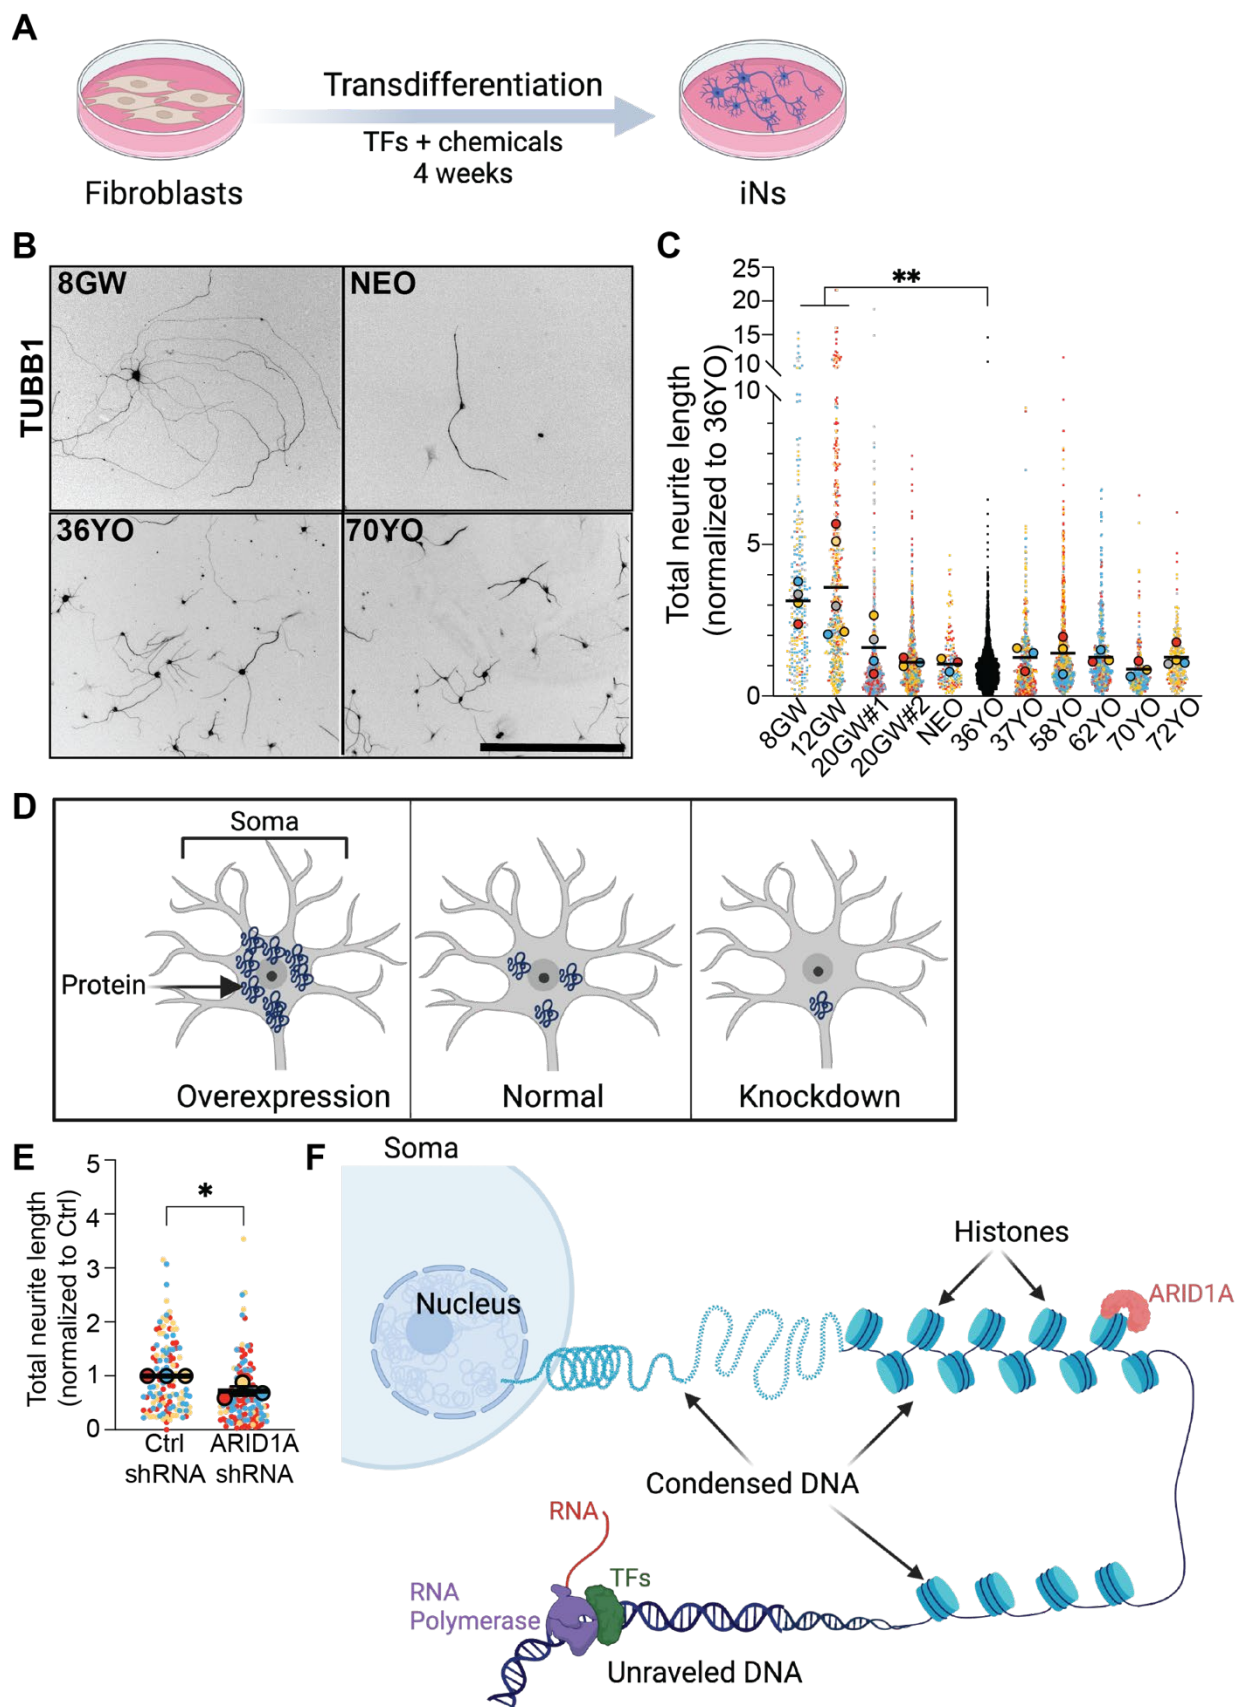 A
Transdifferentiation
TFs + chemicals
4 weeks
Fibroblasts
iNs
B
TUBB1
8GW
NEO
36YO
70YO
C
Total neurite length
(normalized to 36YO)
25
20
15
10
10
5
0
**
8GW
12GW
20GW#1
20GW#2
NEO
36YO
37YO
58YO
62YO
70YO
72YO
D
Soma
Protein
Overexpression
Normal
Knockdown
E
Total neurite length
(normalized to Ctrl)
5
4
3
2
1
0
*
Ctrl
shRNA
ARID1A
shRNA
F
Soma
Nucleus
Histones
ARID1A
Condensed DNA
RNA
TFs
RNA
Polymerase
Unraveled DNA